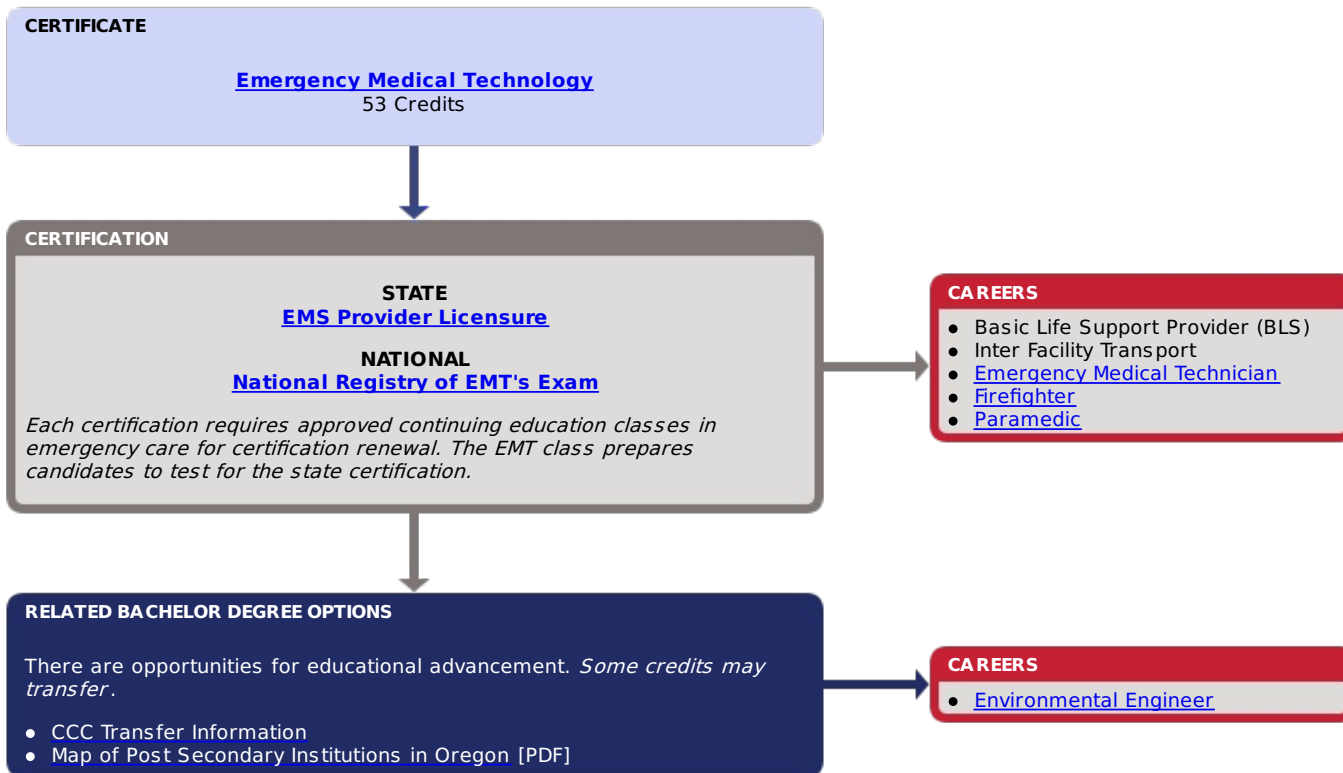 CERTIFICATE
Emergency Medical Technology
53 Credits
CERTIFICATION
STATE
EMS Provider Licensure
NATIONAL
National Registry of EMT's Exam
Each certification requires approved continuing education classes in
emergency care for certification renewal. The EMT class prepares
candidates to test for the state certification.
CAREERS
● Basic Life Support Provider (BLS)
● Inter Facility Transport
● Emergency Medical Technician
● Firefighter
● Paramedic
RELATED BACHELOR DEGREE OPTIONS
There are opportunities for educational advancement. Some credits may
transfer.
● CCC Transfer Information
● Map of Post Secondary Institutions in Oregon [PDF]
CAREERS
● Environmental Engineer